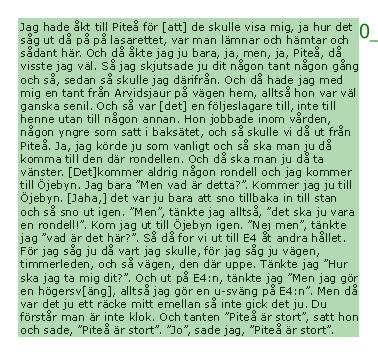 Jag hade åkt till Piteå för [att] de skulle visa mig, ja hur det
såg ut då på på lasarettet, var man lämnar och hämtar och
sådant här. Och då åkte jag ju bara, ja, men, ja, Piteå, då
visste jag väl. Så jag skjutsade ju dit någon tant någon gång
och så, sedan så skulle jag därifrån. Och då hade jag med
mig en tant från Arvidsjaur på vägen hem, alltså hon var väl
ganska senil. Och så var [det] en följeslagare till, inte till
henne utan till någon annan. Hon jobbade inom vården,
någon yngre som satt i baksätet, och så skulle vi då ut från
Piteå. Ja, jag körde ju som vanligt och så ska man ju då
komma till den där rondellen. Och då ska man ju då ta
vänster. [Det]kommer aldrig någon rondell och jag kommer
till Öjebyn. Jag bara ”Men vad är detta?”. Kommer jag ju till
Öjebyn. [Jaha,] det var ju bara att sno tillbaka in till stan
och så sno ut igen. ”Men”, tänkte jag alltså, ”det ska ju vara
en rondell!”. Kom jag ut till Öjebyn igen. ”Nej men”, tänkte
jag ”vad är det här?”. Så då for vi ut till E4 åt andra hållet.
För jag såg ju då vart jag skulle, för jag såg ju vägen,
timmerleden, och så vägen, den där uppe. Tänkte jag ”Hur
ska jag ta mig dit?”. Och ut på E4:n, tänkte jag ”Men jag gör
en högersv[äng], alltså jag gör en u-sväng på E4:n”. Men då
var det ju ett räcke mitt emellan så inte gick det ju. Du
förstår man är inte klok. Och tanten ”Piteå är stort”, satt hon
och sade, ”Piteå är stort”. ”Jo”, sade jag, ”Piteå är stort”.
0_